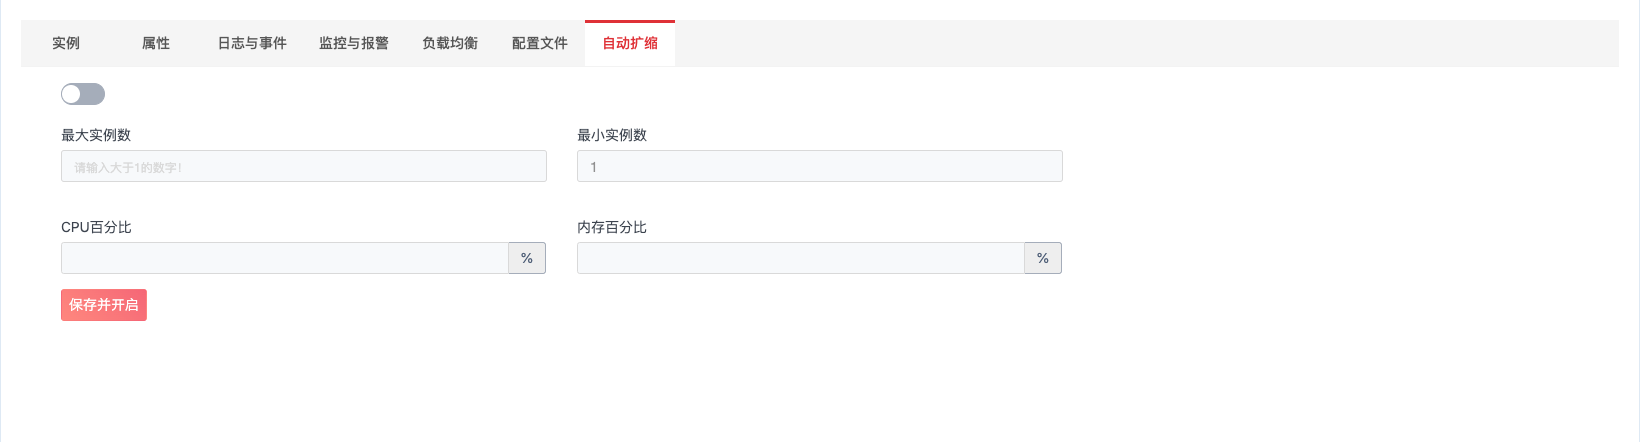 实例 属性 日志与事件 监控与报警 负载均衡 配置文件 自动扩缩
最大实例数 最小实例数
请输入大于1的数字! 1
CPU百分比 内存百分比
% %
保存并开启